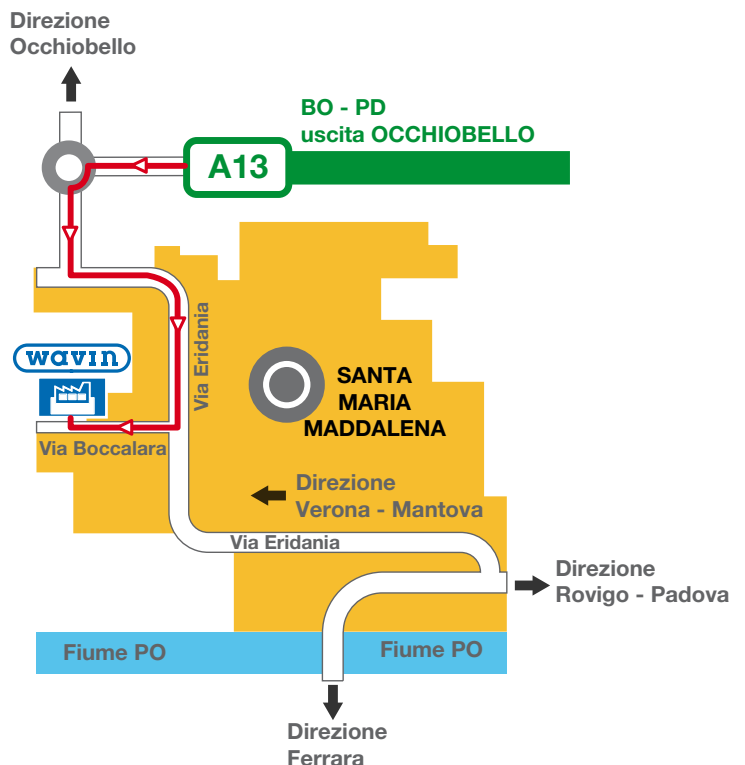 Direzione
Occhiobello
BO - PD
uscita OCCHIOBELLO
A13
Via Eridania
wavin
SANTA
MARIA
MADDALENA
Via Boccalara
Direzione
Verona - Mantova
Via Eridania
Direzione
Rovigo - Padova
Fiume PO
Fiume PO
Direzione
Ferrara